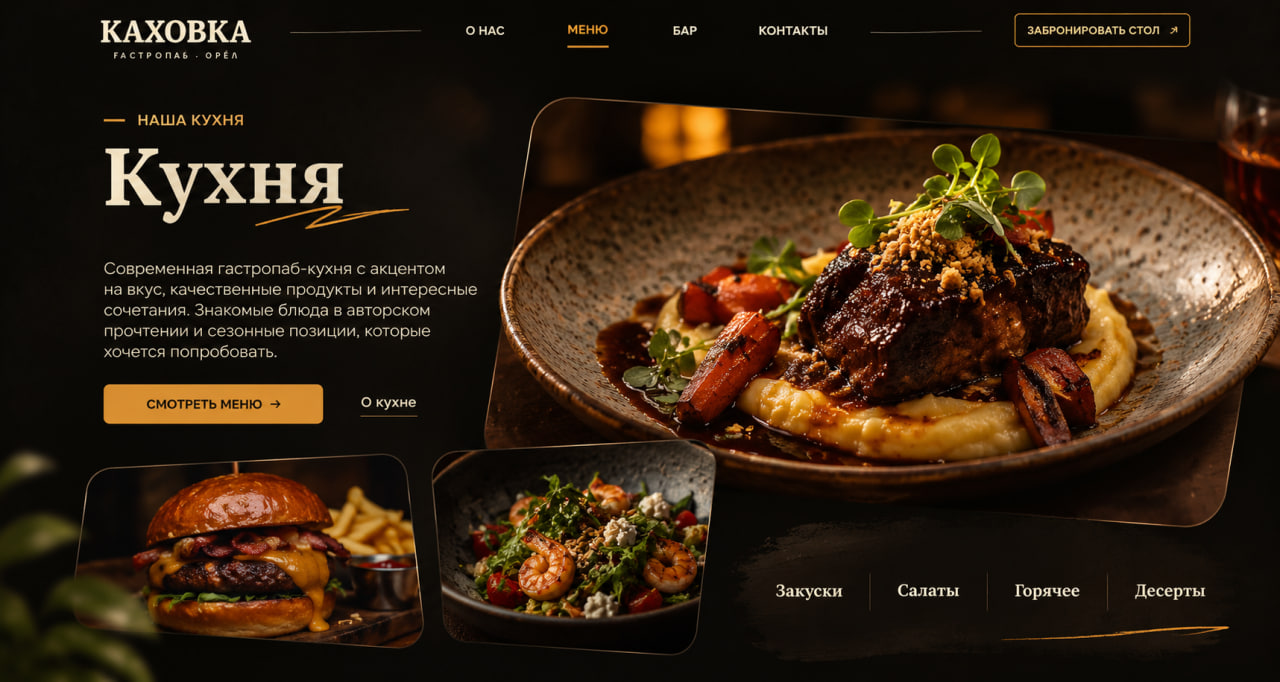 КАХОВКА
ГАСТРОПАБ · ОРЁЛ
О НАС
МЕНЮ
БАР
КОНТАКТЫ
ЗАБРОНИРОВАТЬ СТОЛ
НАША КУХНЯ
Кухня
Современная гастропаб-кухня с акцентом
на вкус, качественные продукты и интересные
сочетания. Знакомые блюда в авторском
прочтении и сезонные позиции, которые
хочется попробовать.
СМОТРЕТЬ МЕНЮ →
О кухне
Закуски
Салаты
Горячее
Десерты